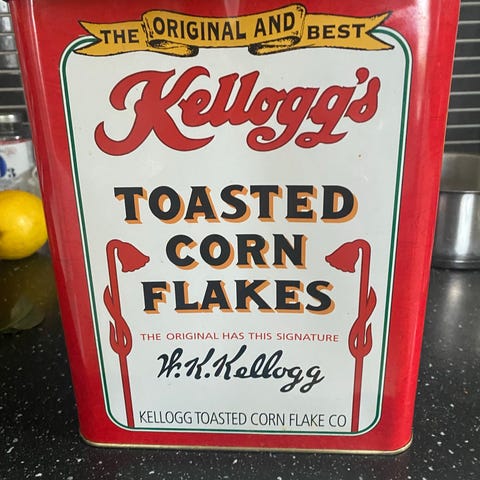 THE ORIGINAL AND BEST
Kellogg's
TOASTED
CORN
FLAKES
THE ORIGINAL HAS THIS SIGNATURE
W.K.Kellogg
KELLOGG TOASTED CORN FLAKE CO